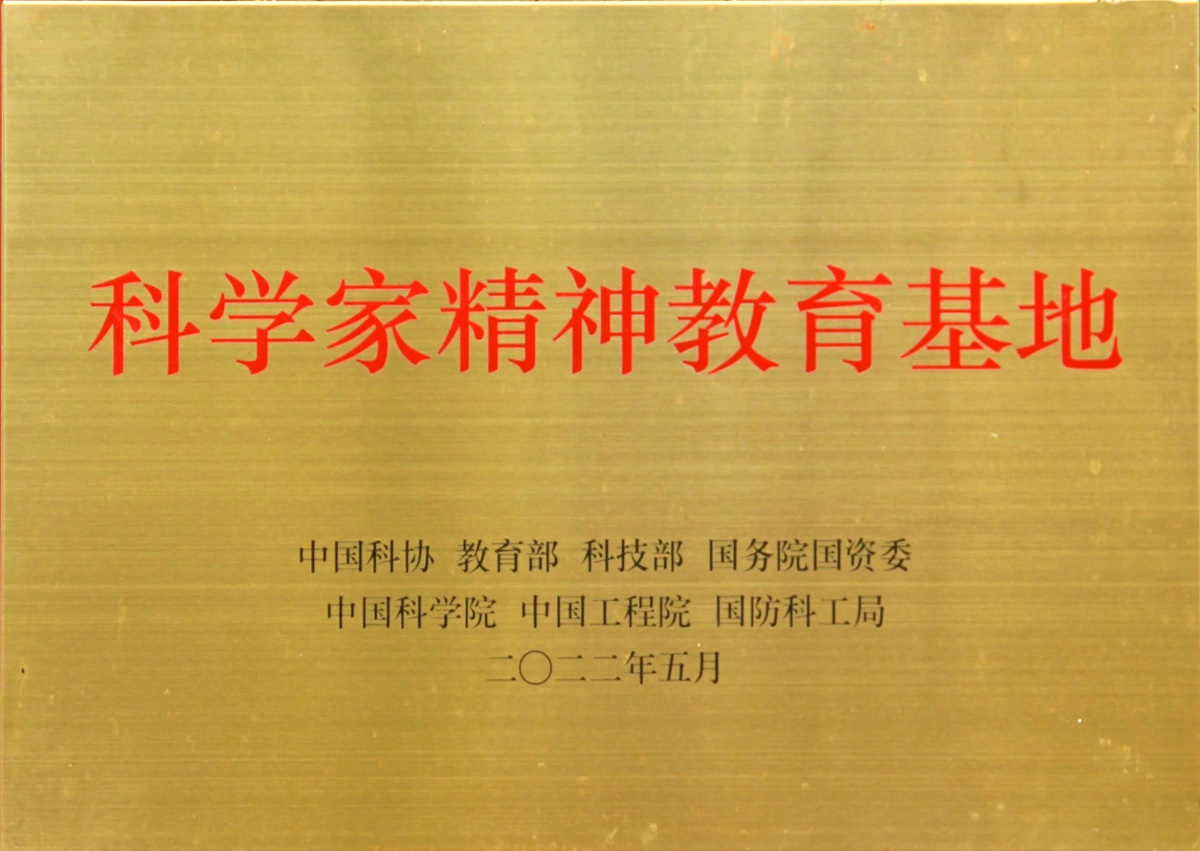 科学家精神教育基地
中国科协 教育部 科技部 国务院国资委
中国科学院 中国工程院 国防科工局
二〇二二年五月